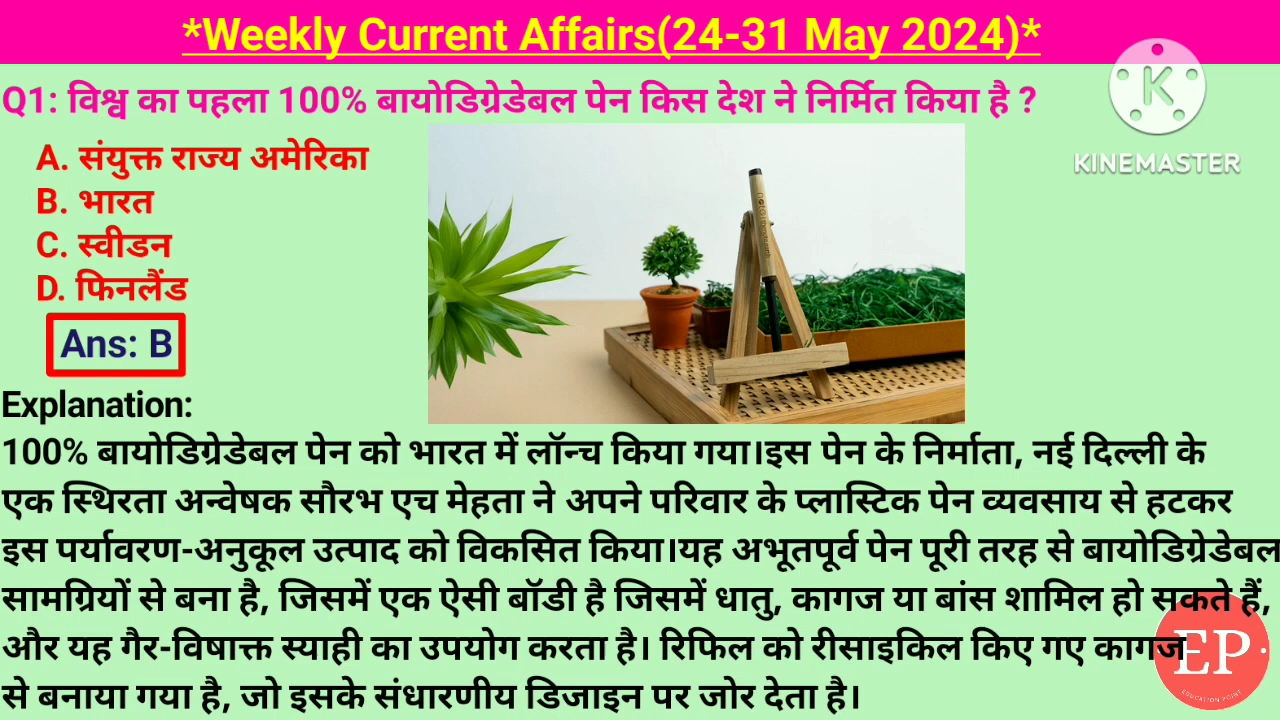 *Weekly Current Affairs(24-31 May 2024)*
Q1: विश्व का पहला 100% बायोडिग्रेडेबल पेन किस देश ने निर्मित किया है ?
A. संयुक्त राज्य अमेरिका
B. भारत
C. स्वीडन
D. फिनलैंड
Ans: B
K
KINEMASTER
Explanation:
100% बायोडिग्रेडेबल पेन को भारत में लॉन्च किया गया।इस पेन के निर्माता, नई दिल्ली के
एक स्थिरता अन्वेषक सौरभ एच मेहता ने अपने परिवार के प्लास्टिक पेन व्यवसाय से हटकर
इस पर्यावरण-अनुकूल उत्पाद को विकसित किया।यह अभूतपूर्व पेन पूरी तरह से बायोडिग्रेडेबल
सामग्रियों से बना है, जिसमें एक ऐसी बॉडी है जिसमें धातु, कागज या बांस शामिल हो सकते हैं,
और यह गैर-विषाक्त स्याही का उपयोग करता है। रिफिल को रीसाइकिल किए गए कागज
से बनाया गया है, जो इसके संधारणीय डिजाइन पर जोर देता है।
EP
EDUCATION POINT